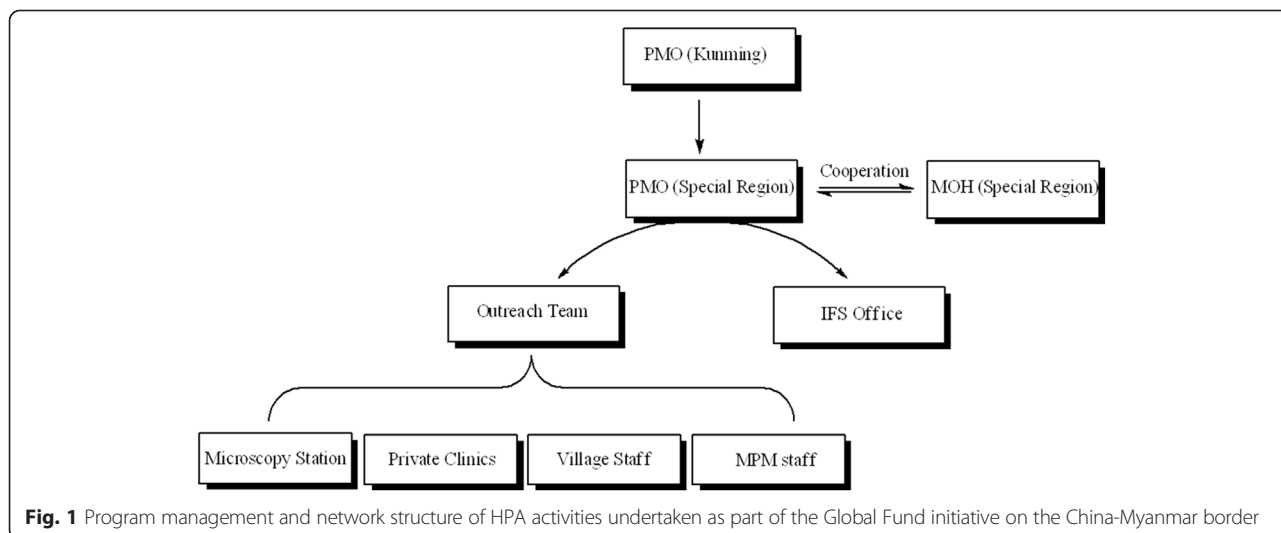 PMO (Kunming)
Cooperation
PMO (Special Region)
MOH (Special Region)
Outreach Team
IFS Office
Microscopy Station
Private Clinics
Village Staff
MPM staff
Fig. 1 Program management and network structure of HPA activities undertaken as part of the Global Fund initiative on the China-Myanmar border